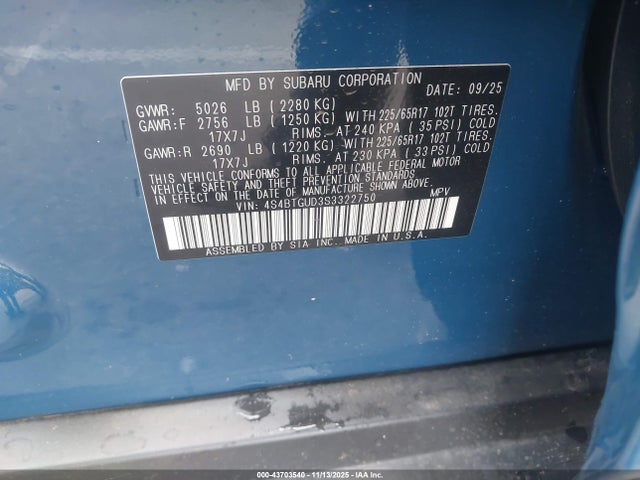 MFD BY SUBARU CORPORATION DATE: 09/25
GVWR: 5026 LB ( 2280 KG)
GAWR:F 2756 LB ( 1250 KG) WITH 225/65R17 102T TIRES,
17X7J RIMS, AT 240 KPA ( 35 PSI) COLD
GAWR:R 2690 LB ( 1220 KG) WITH 225/65R17 102T TIRES,
17X7J RIMS, AT 230 KPA ( 33 PSI) COLD
THIS VEHICLE CONFORMS TO ALL APPLICABLE FEDERAL MOTOR
VEHICLE SAFETY AND THEFT PREVENTION STANDARDS
IN EFFECT ON THE DATE OF MANUFACTURE SHOWN ABOVE.
VIN: 4S4BTGUD3S3322750 MPV
ASSEMBLED BY SIA INC. MADE IN U.S.A.
000-43703540 - 11/13/2025 - IAAI.COM